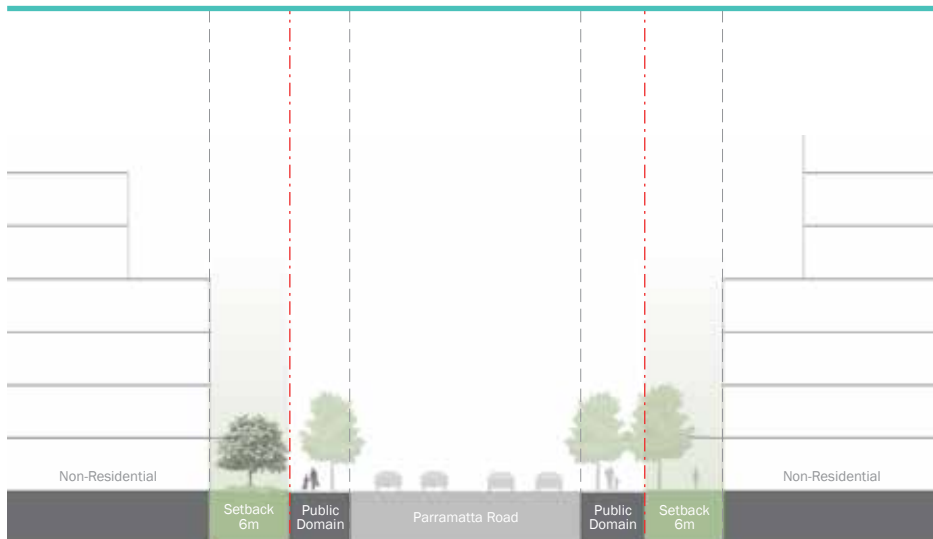 Non-Residential
Non-Residential
Setback
6m
Public
Domain
Parramatta Road
Public
Domain
Setback
6m